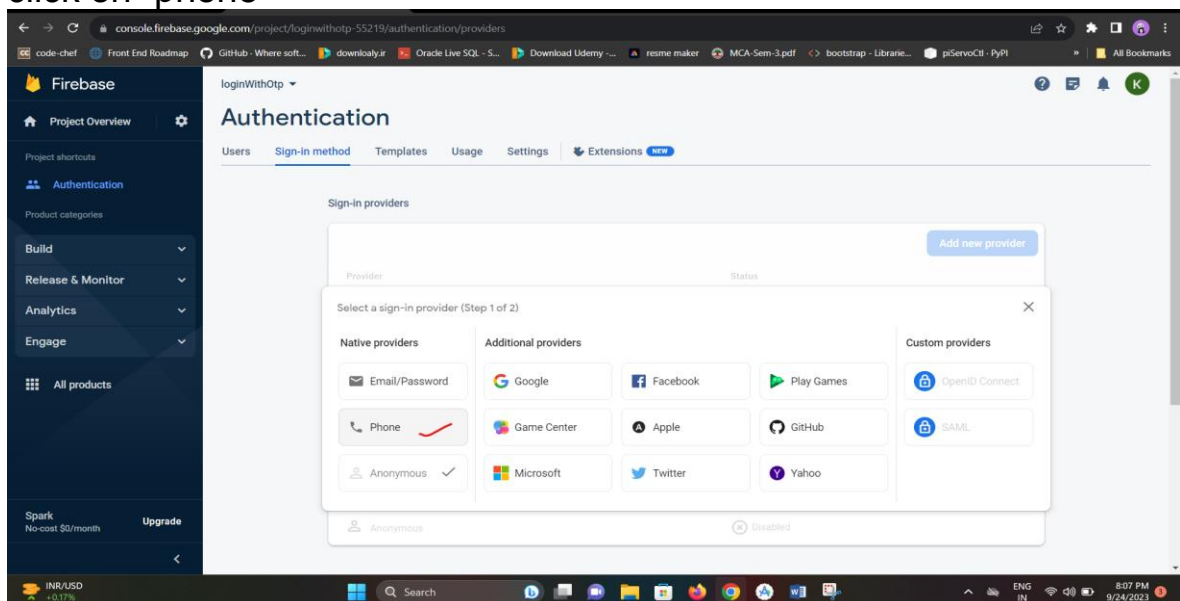 click on "phone"
console.firebase.google.com/project/loginwithotp-55219/authentication/providers
code-chef Front End Roadmap GitHub · Where soft... downloaly.ir Oracle Live SQL - S... Download Udemy -... resme maker MCA-Sem-3.pdf bootstrap - Librarie... piServoCtl · PyPI » All Bookmarks
Firebase
loginWithOtp
K
Project Overview
Authentication
Users Sign-in method Templates Usage Settings Extensions NEW
Project shortcuts
Authentication
Product categories
Build
Release & Monitor
Analytics
Engage
All products
Spark
No-cost $0/month
Upgrade
Sign-in providers
Add new provider
Provider Status
Select a sign-in provider (Step 1 of 2)
Native providers Additional providers Custom providers
Email/Password Google Facebook Play Games OpenID Connect
Phone Game Center Apple GitHub SAML
Anonymous Microsoft Twitter Yahoo
Anonymous Disabled
INR/USD
+0.17%
Search
ENG
IN
8:07 PM
9/24/2023
3